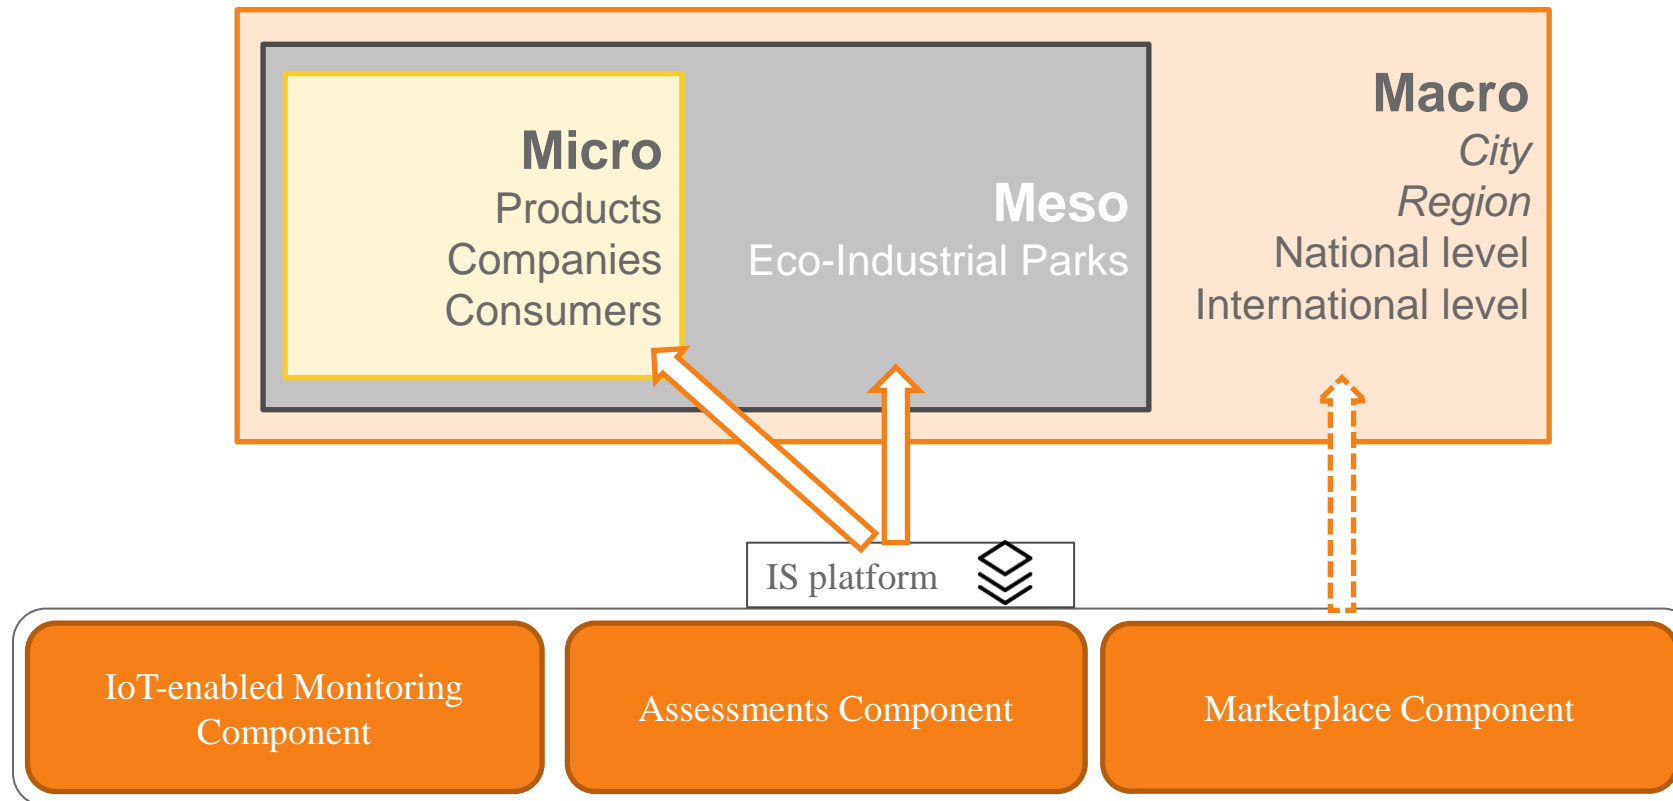 Micro
Products
Companies
Consumers
Meso
Eco-Industrial Parks
Macro
City
Region
National level
International level
IS platform
IoT-enabled Monitoring
Component
Assessments Component
Marketplace Component